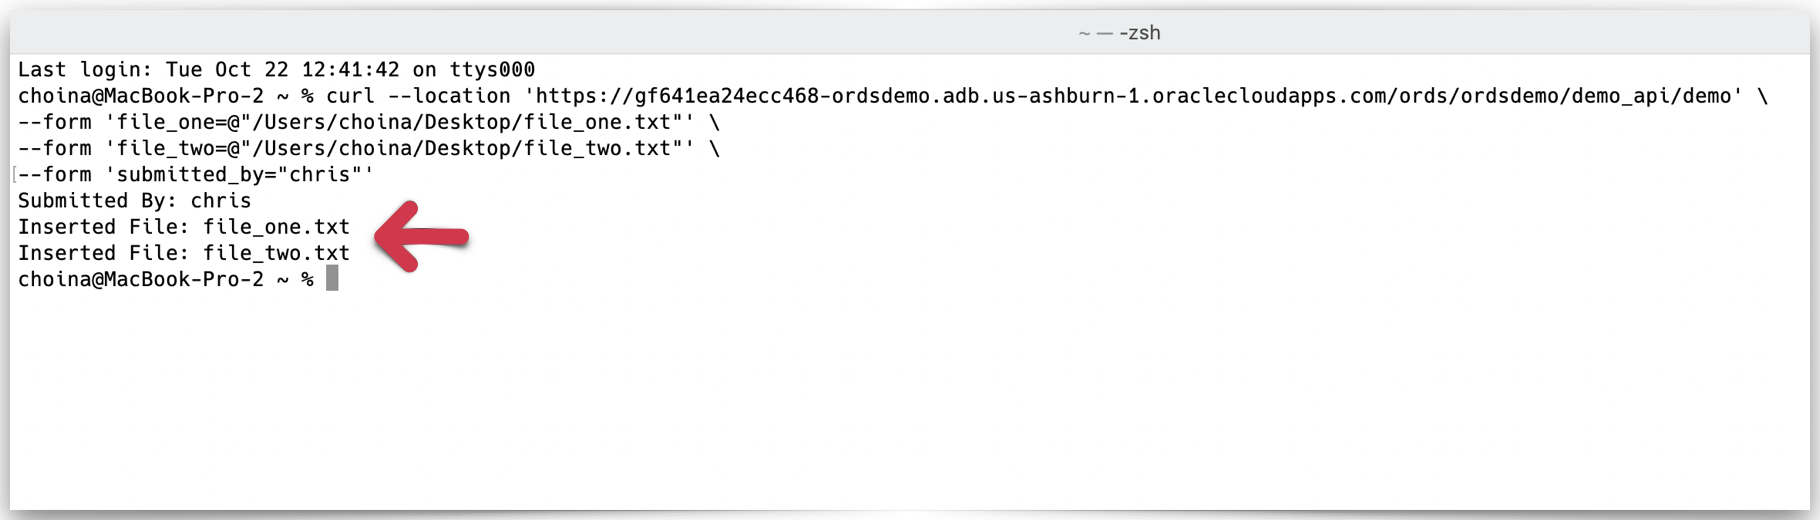 ~ — -zsh
Last login: Tue Oct 22 12:41:42 on ttys000
choina@MacBook-Pro-2 ~ % curl --location 'https://gf641ea24ecc468-ordsdemo.adb.us-ashburn-1.oraclecloudapps.com/ords/ordsdemo/demo_api/demo' \
--form 'file_one=@"/Users/choina/Desktop/file_one.txt"' \
--form 'file_two=@"/Users/choina/Desktop/file_two.txt"' \
[--form 'submitted_by="chris"'
Submitted By: chris
Inserted File: file_one.txt
Inserted File: file_two.txt
choina@MacBook-Pro-2 ~ %